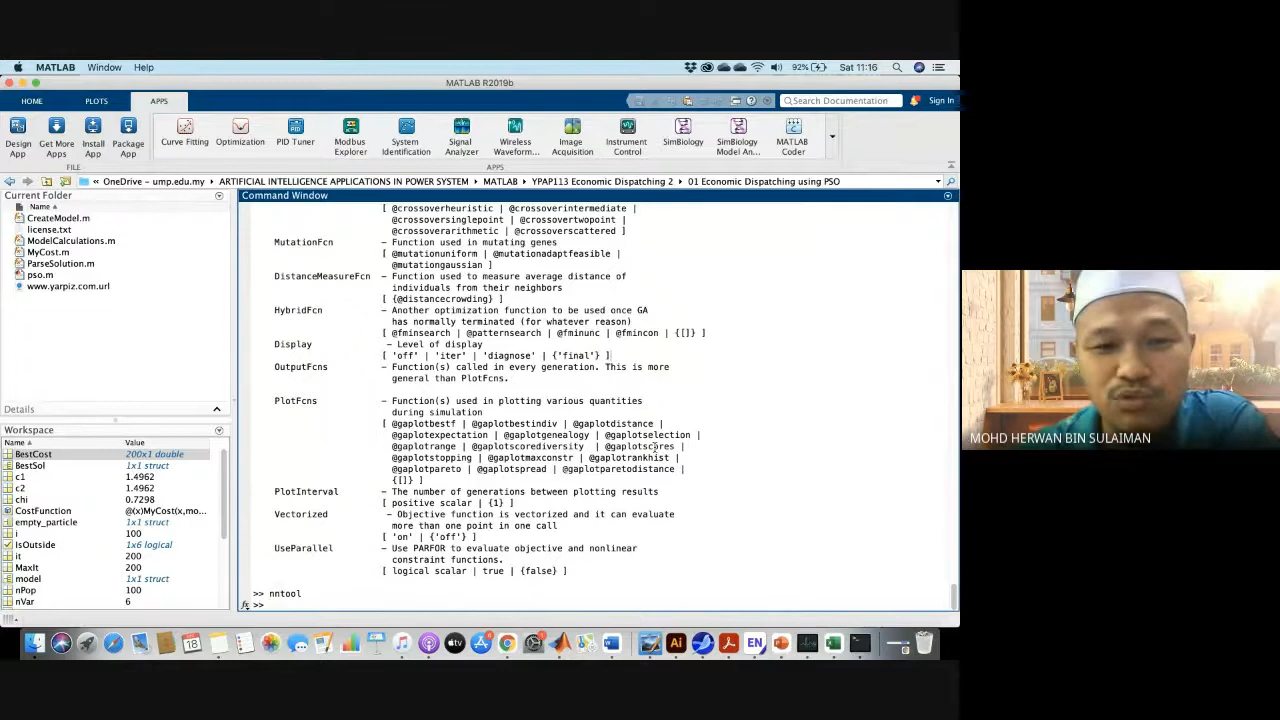 MATLAB Window Help
92% Sat 11:16
MATLAB R2019b
HOME PLOTS APPS
Search Documentation
Sign In
Design App
Get More Apps
Install App
Package App
Curve Fitting
Optimization
PID Tuner
Modbus Explorer
System Identification
Signal Analyzer
Wireless Waveform...
Image Acquisition
Instrument Control
SimBiology
SimBiology Model An...
MATLAB Coder
FILE
APPS
« OneDrive - ump.edu.my ▸ ARTIFICIAL INTELLIGENCE APPLICATIONS IN POWER SYSTEM ▸ MATLAB ▸ YPAP113 Economic Dispatching 2 ▸ 01 Economic Dispatching using PSO
Current Folder
Name
CreateModel.m
license.txt
ModelCalculations.m
MyCost.m
ParseSolution.m
pso.m
www.yarpiz.com.url
Details
Workspace
Name Value
BestCost 200x1 double
BestSol 1x1 struct
c1 1.4962
c2 1.4962
chi 0.7298
CostFunction @(x)MyCost(x,mo...
empty_particle 1x1 struct
i 100
IsOutside 1x6 logical
it 200
MaxIt 200
model 1x1 struct
nPop 100
nVar 6
Command Window
[ @crossoverheuristic | @crossoverintermediate |
@crossoversinglepoint | @crossovertwopoint |
@crossoverarithmetic | @crossoverscattered ]
MutationFcn - Function used in mutating genes
[ @mutationuniform | @mutationadaptfeasible |
@mutationgaussian ]
DistanceMeasureFcn - Function used to measure average distance of
individuals from their neighbors
[ {@distancecrowding} ]
HybridFcn - Another optimization function to be used once GA
has normally terminated (for whatever reason)
[ @fminsearch | @patternsearch | @fminunc | @fmincon | {[]} ]
Display - Level of display
[ 'off' | 'iter' | 'diagnose' | {'final'} ]
OutputFcns - Function(s) called in every generation. This is more
general than PlotFcns.
PlotFcns - Function(s) used in plotting various quantities
during simulation
[ @gaplotbestf | @gaplotbestindiv | @gaplotdistance |
@gaplotexpectation | @gaplotgenealogy | @gaplotselection |
@gaplotrange | @gaplotscorediversity | @gaplotscores |
@gaplotstopping | @gaplotmaxconstr | @gaplotrankhist |
@gaplotpareto | @gaplotspread | @gaplotparetodistance |
{[]} ]
PlotInterval - The number of generations between plotting results
[ positive scalar | {1} ]
Vectorized - Objective function is vectorized and it can evaluate
more than one point in one call
[ 'on' | {'off'} ]
UseParallel - Use PARFOR to evaluate objective and nonlinear
constraint functions.
[ logical scalar | true | {false} ]
>> nntool
fx >>
MOHD HERWAN BIN SULAIMAN